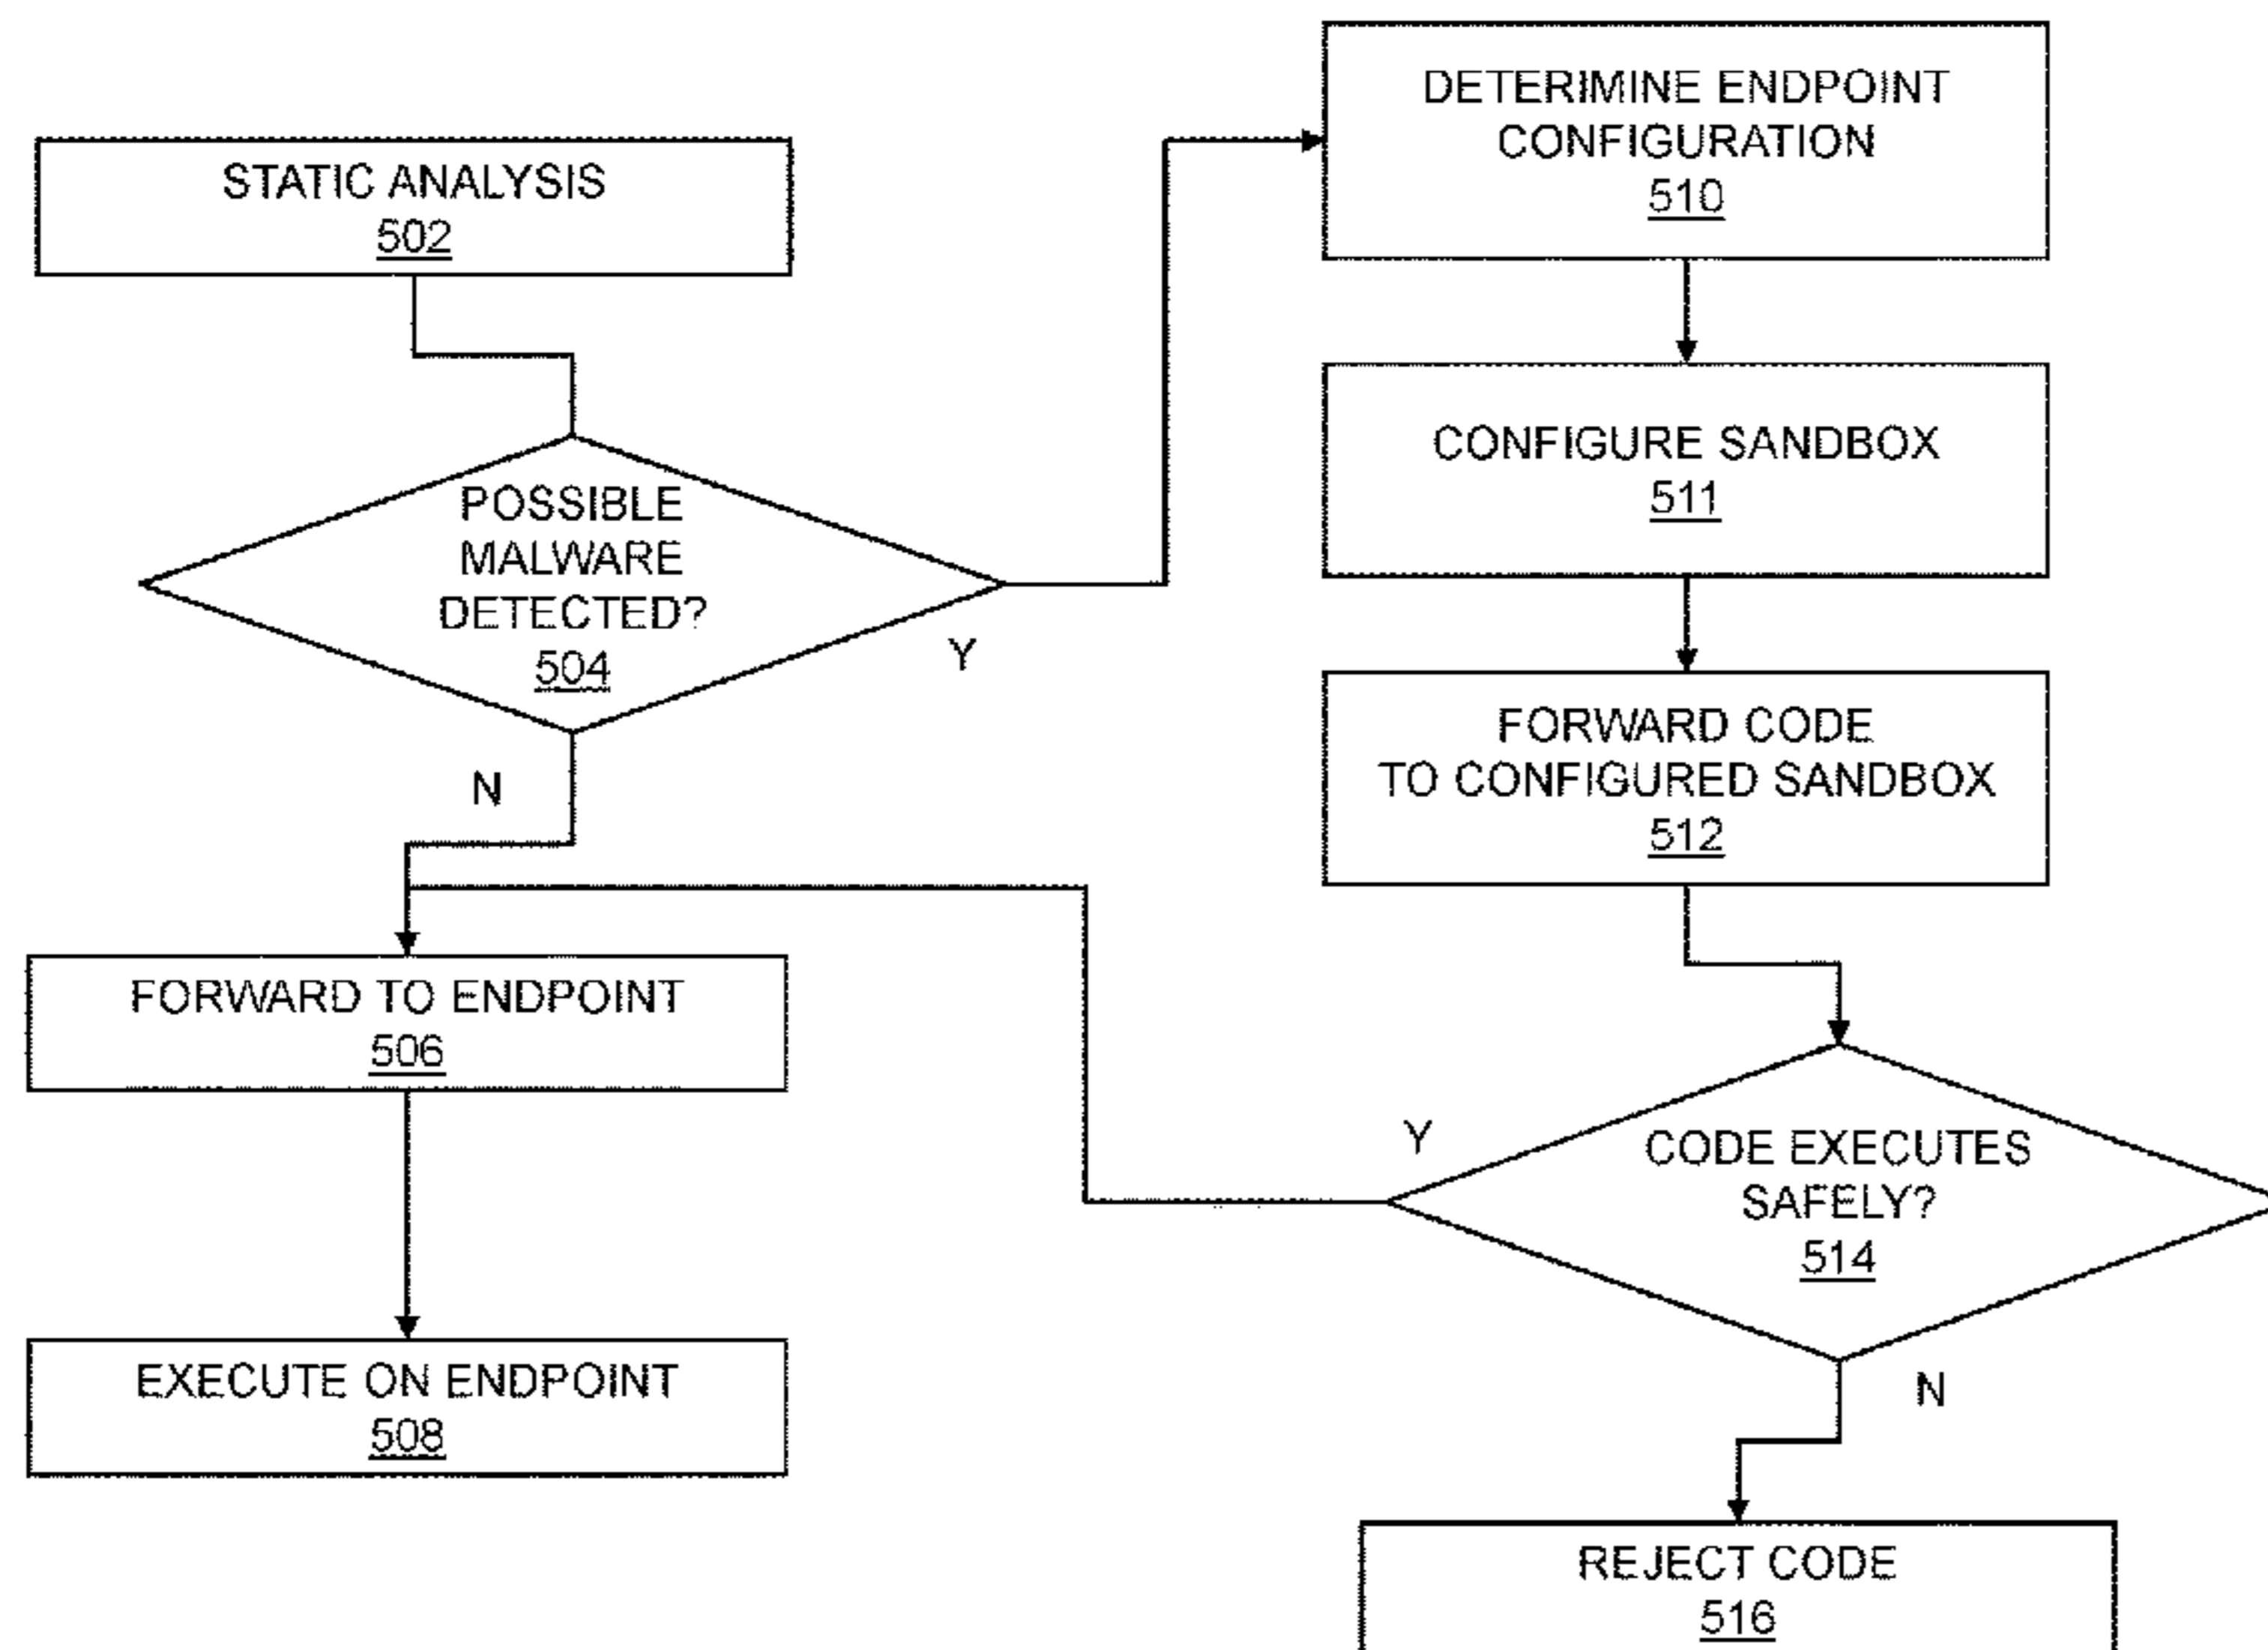 STATIC ANALYSIS
502
POSSIBLE
MALWARE
DETECTED?
504
Y
N
FORWARD TO ENDPOINT
506
EXECUTE ON ENDPOINT
508
DETERIMINE ENDPOINT
CONFIGURATION
510
CONFIGURE SANDBOX
511
FORWARD CODE
TO CONFIGURED SANDBOX
512
CODE EXECUTES
SAFELY?
514
Y
N
REJECT CODE
516